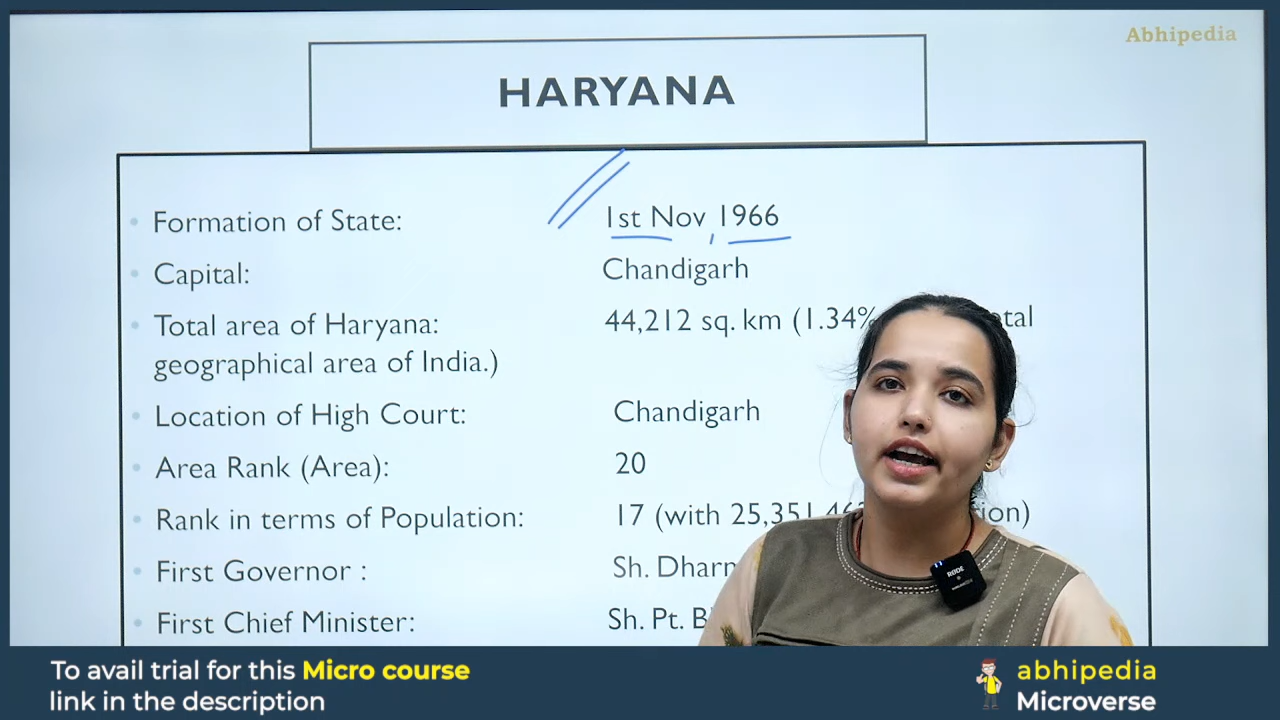 Abhipedia
HARYANA
Formation of State: 1st Nov, 1966
Capital: Chandigarh
Total area of Haryana: 44,212 sq. km (1.34%
geographical area of India.)
Location of High Court: Chandigarh
Area Rank (Area): 20
Rank in terms of Population: 17 (with
First Governor : Sh.
First Chief Minister: Sh. Pt.
RØDE
To avail trial for this Micro course
link in the description
abhipedia
Microverse